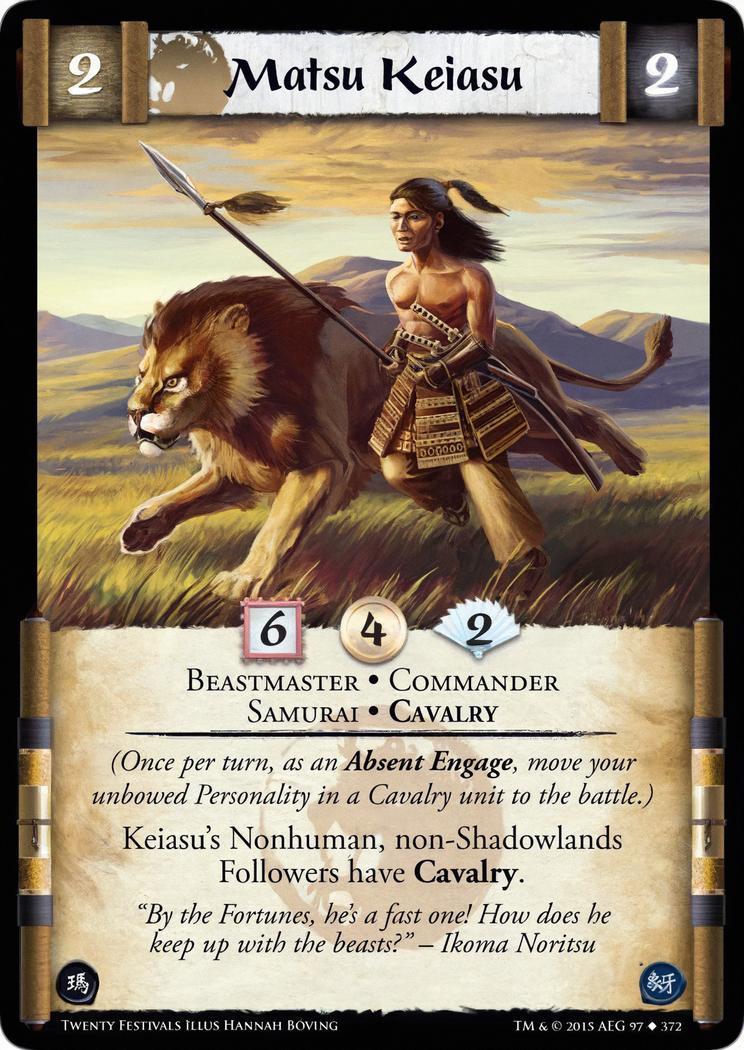 2
Matsu Keiasu
2
6
4
2
Beastmaster • Commander
Samurai • Cavalry
(Once per turn, as an Absent Engage, move your
unbowed Personality in a Cavalry unit to the battle.)
Keiasu's Nonhuman, non-Shadowlands
Followers have Cavalry.
“By the Fortunes, he's a fast one! How does he
keep up with the beasts?” – Ikoma Noritsu
瑪
Twenty Festivals Illus Hannah Böving
TM & © 2015 AEG 97 ◆ 372